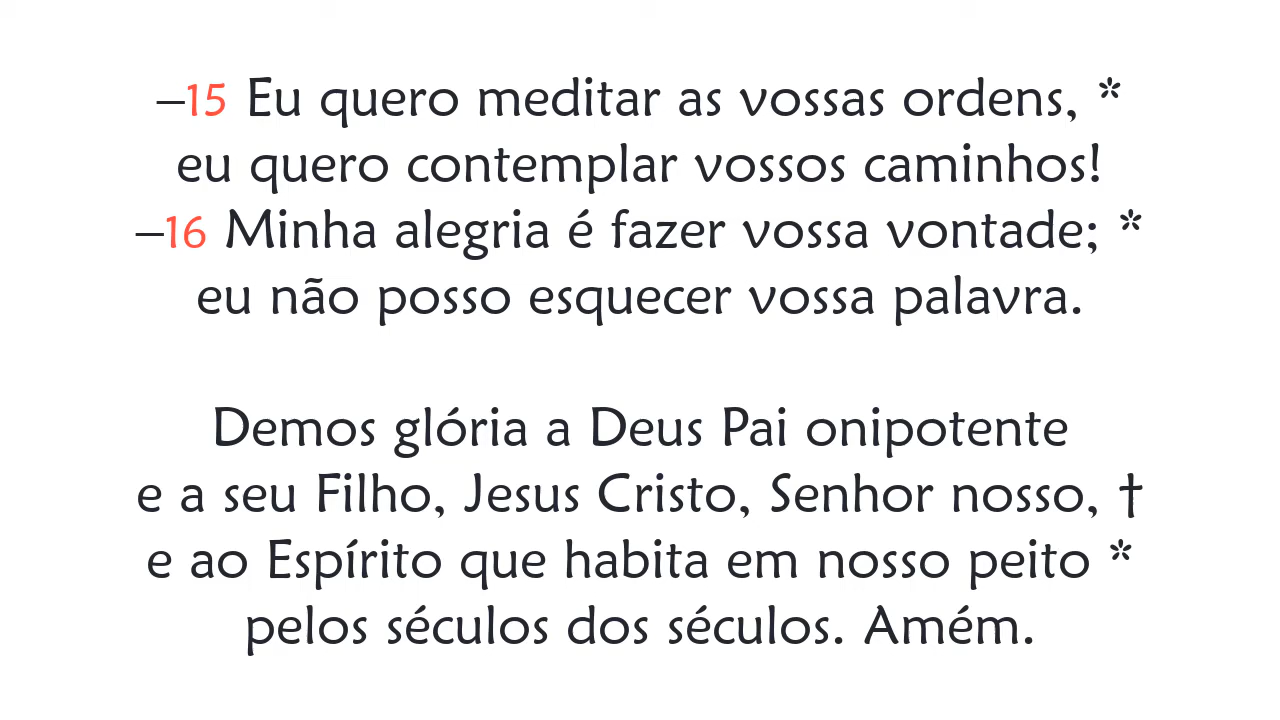 –15 Eu quero meditar as vossas ordens, *
eu quero contemplar vossos caminhos!
–16 Minha alegria é fazer vossa vontade; *
eu não posso esquecer vossa palavra.
Demos glória a Deus Pai onipotente
e a seu Filho, Jesus Cristo, Senhor nosso, †
e ao Espírito que habita em nosso peito *
pelos séculos dos séculos. Amém.